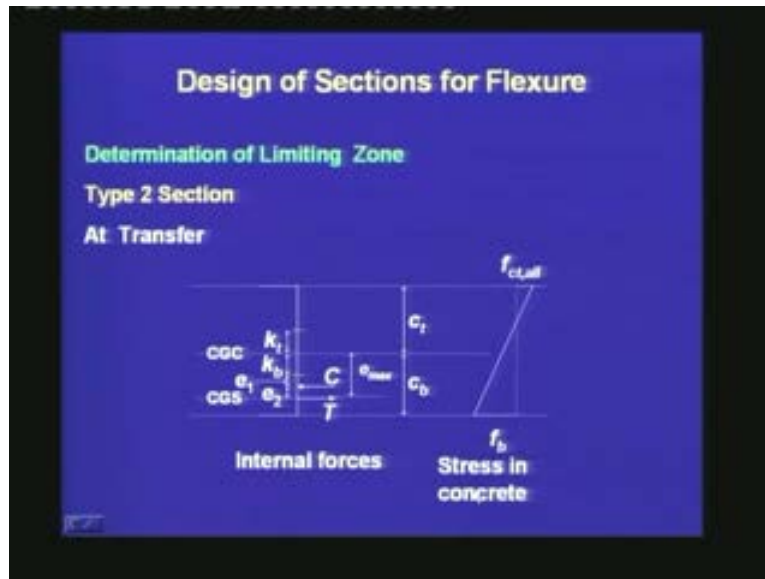 Design of Sections for Flexure
Determination of Limiting Zone
Type 2 Section
At Transfer
f_ct,all
c_t
k_t
CGC
k_b
e_1
C
e_max
c_b
CGS
e_2
T
f_b
Internal forces
Stress in
concrete